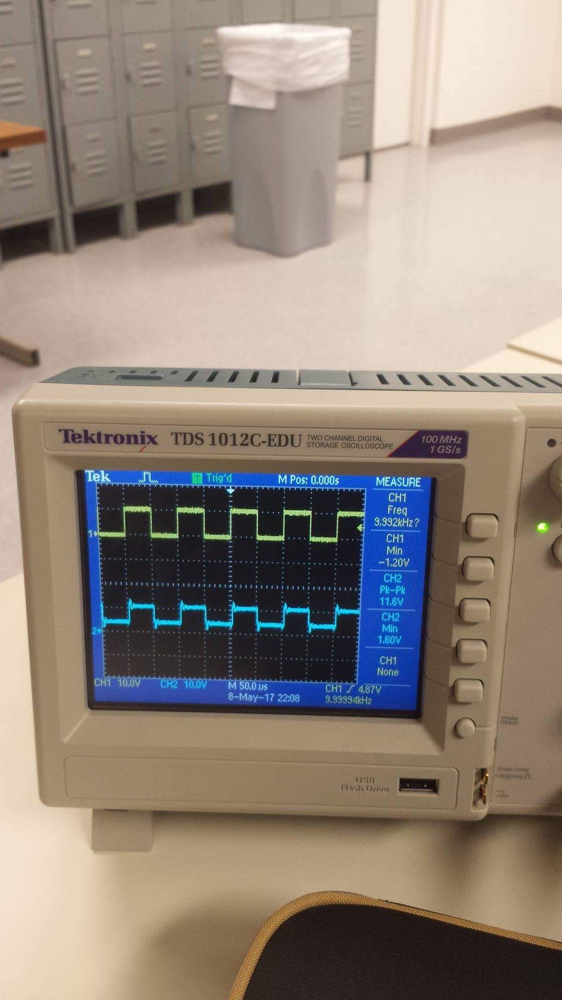 Tektronix TDS 1012C-EDU TWO CHANNEL DIGITAL
STORAGE OSCILLOSCOPE
100 MHz
1 GS/s
Tek Trig'd M Pos: 0.000s MEASURE
CH1
Freq
9.992kHz?
CH1
Min
-1.20V
CH2
Pk-Pk
11.6V
CH2
Min
1.60V
CH1
None
1
2
CH1 10.0V CH2 10.0V M 50.0µs CH1 4.87V
8-May-17 22:08 9.99994kHz
Probe
Check
USB
Flash Drive
Probe Comp
~5V@1kHz